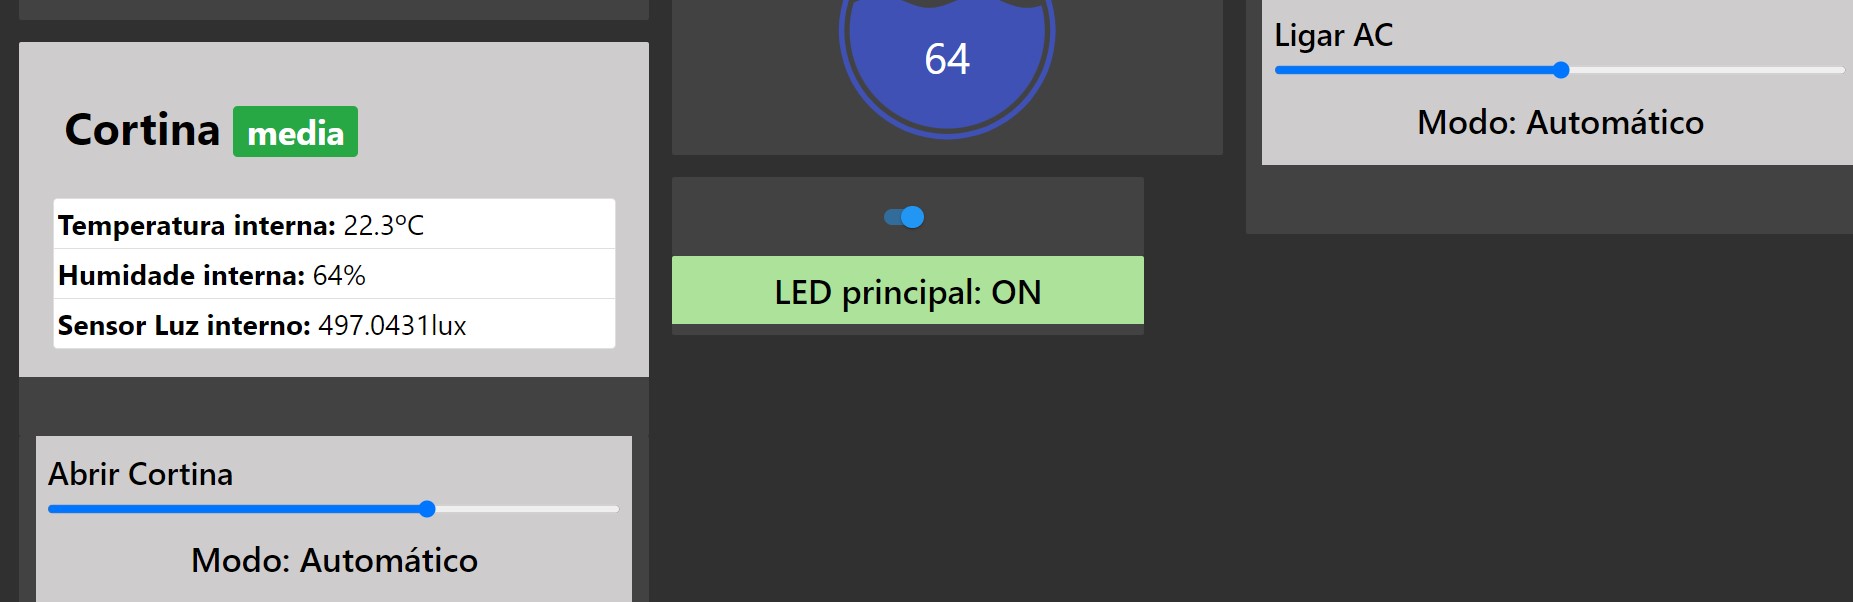 Cortina media
Temperatura interna: 22.3ºC
Humidade interna: 64%
Sensor Luz interno: 497.0431lux
Abrir Cortina
Modo: Automático
64
LED principal: ON
Ligar AC
Modo: Automático